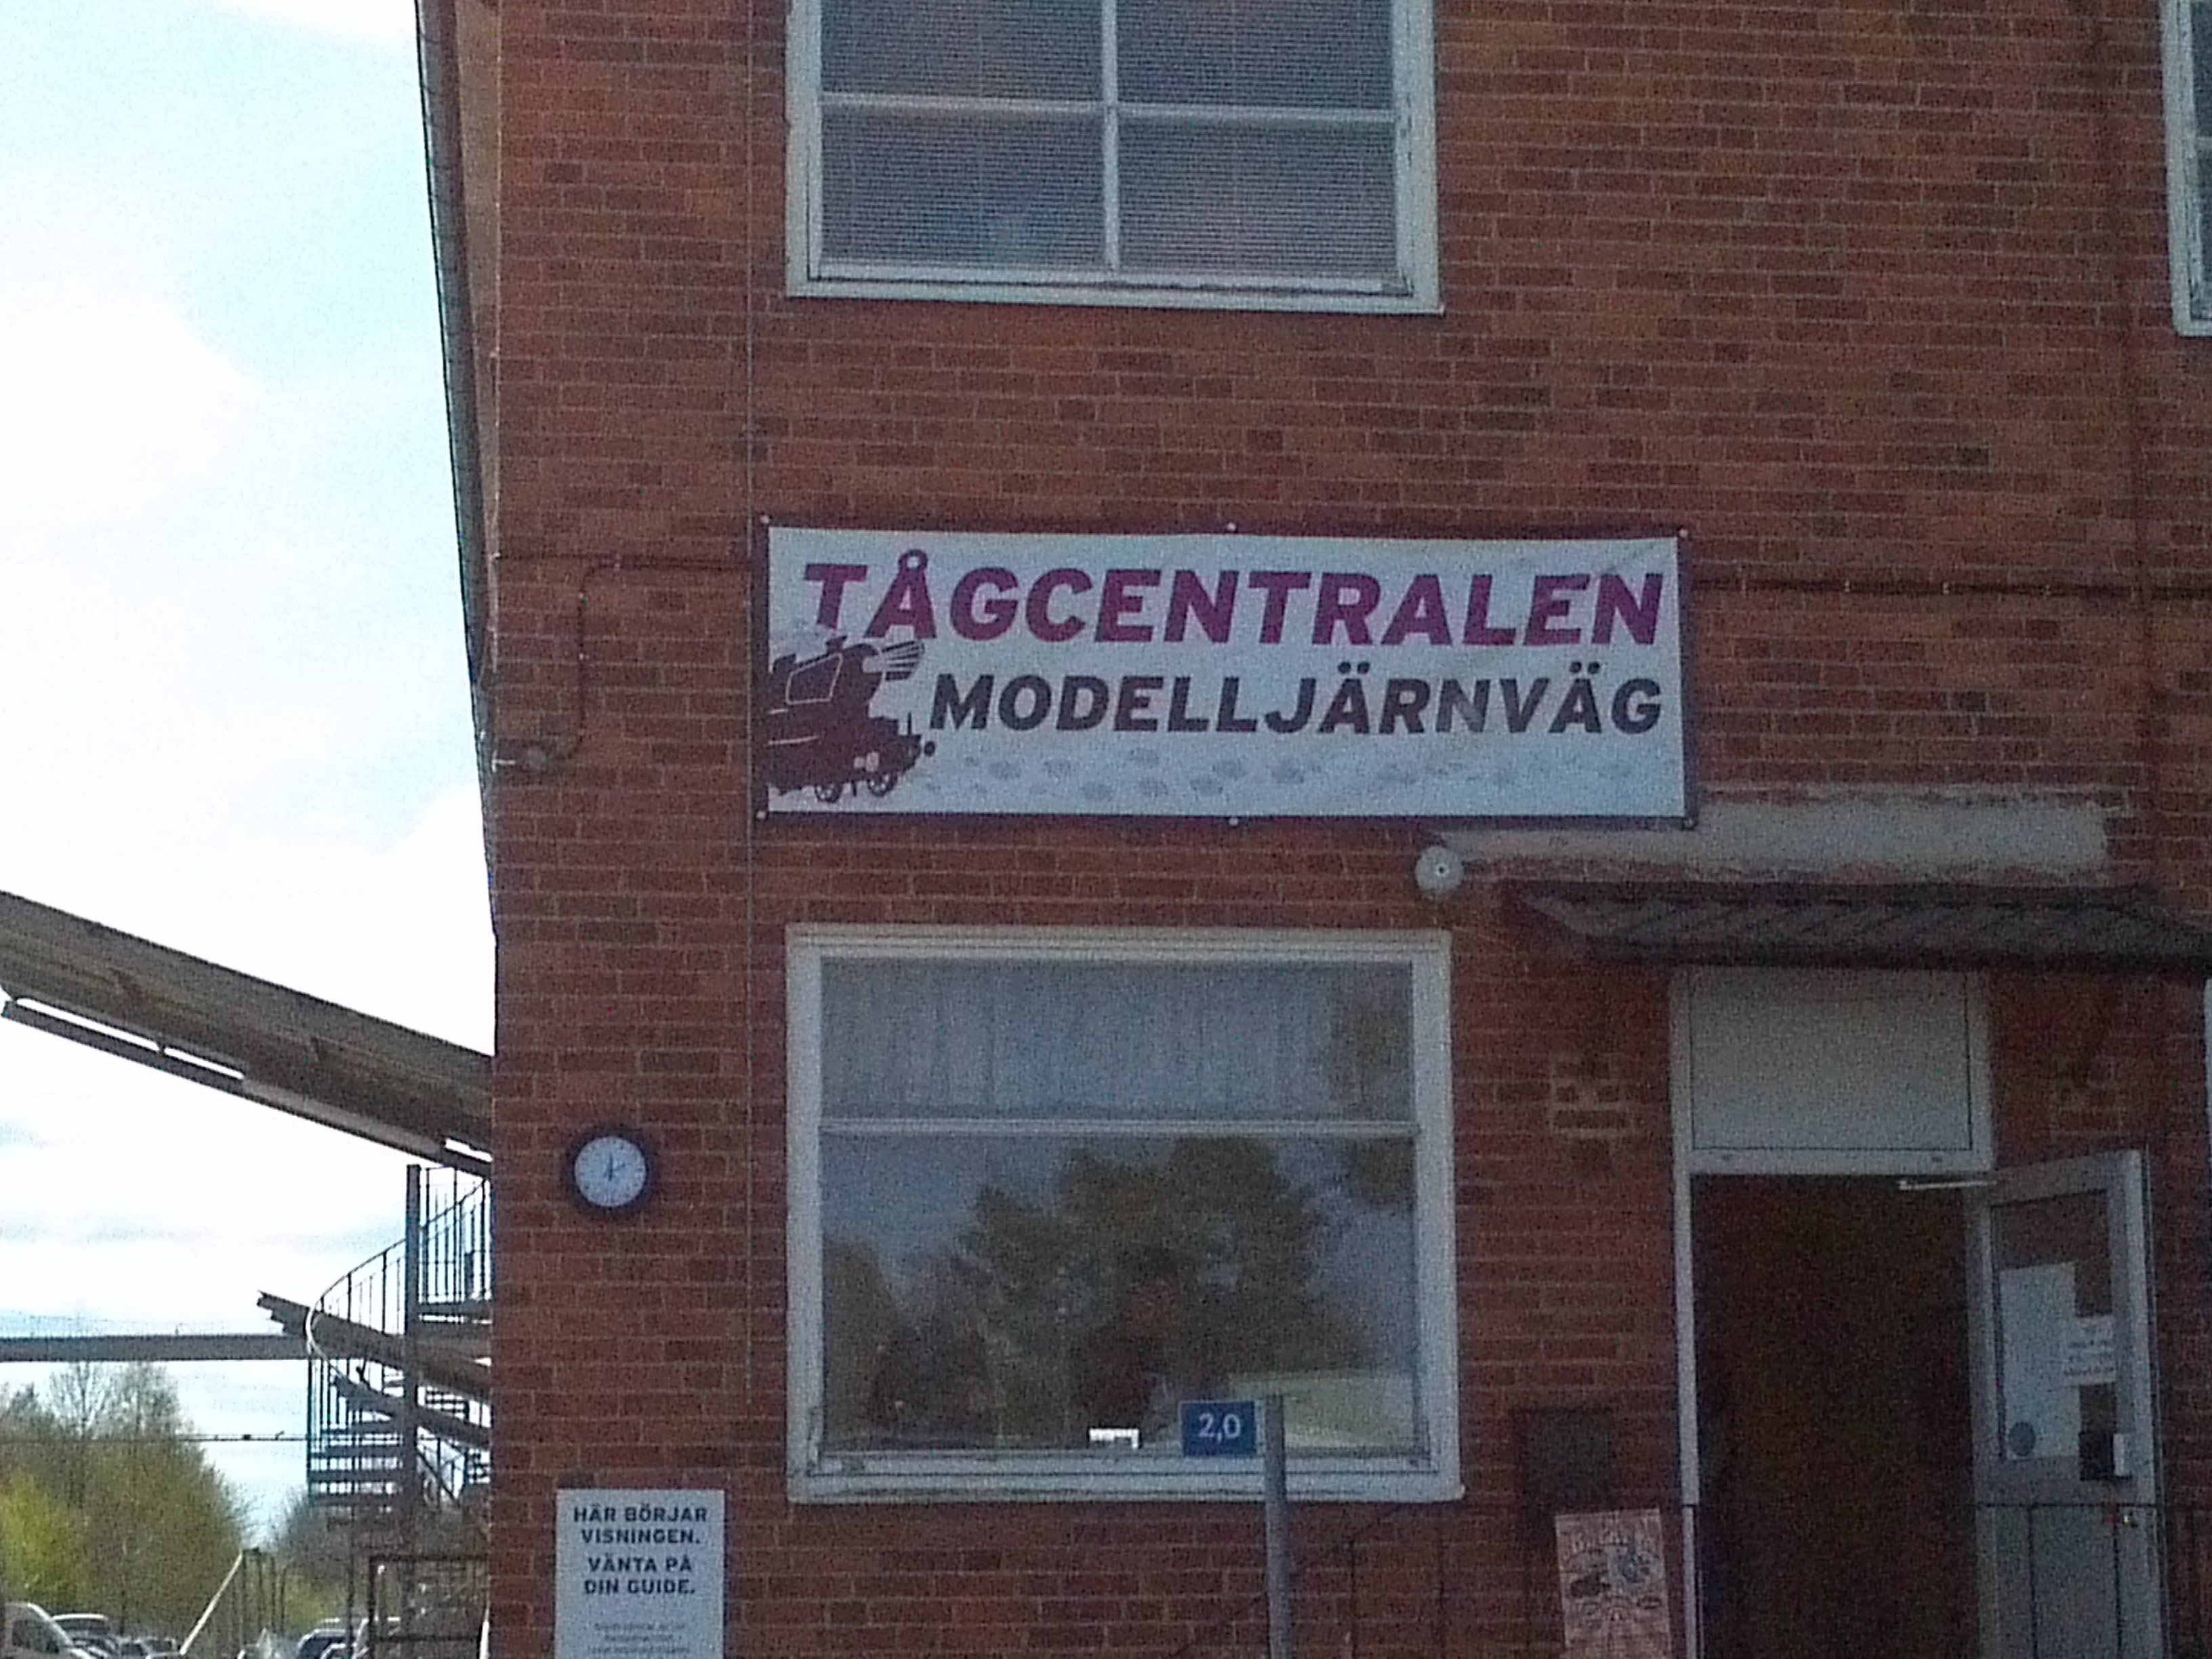 TÅGCENTRALEN
MODELLJÄRNVÄG
2,0
HÄR BÖRJAR
VISNINGEN.
VÄNTA PÅ
DIN GUIDE.